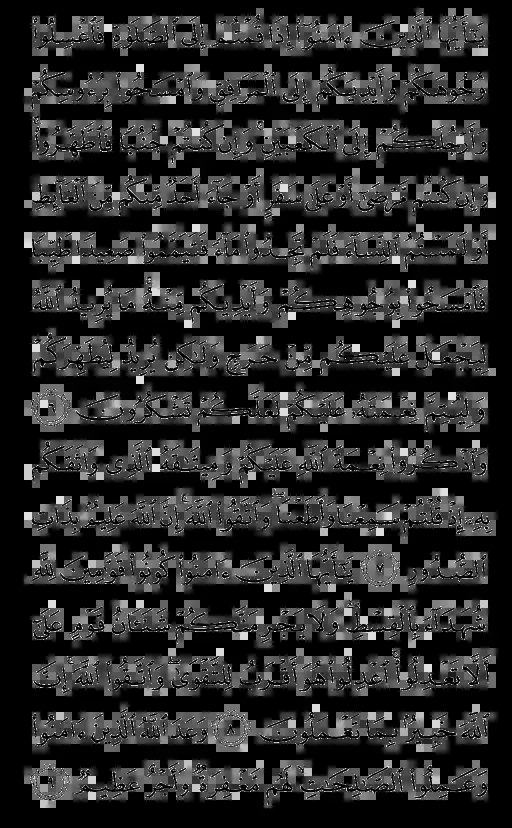 يَٰٓأَيُّهَا ٱلَّذِينَ ءَامَنُوٓا۟ إِذَا قُمْتُمْ إِلَى ٱلصَّلَوٰةِ فَٱغْسِلُوا۟
وُجُوهَكُمْ وَأَيْدِيَكُمْ إِلَى ٱلْمَرَافِقِ وَٱمْسَحُوا۟ بِرُءُوسِكُمْ
وَأَرْجُلَكُمْ إِلَى ٱلْكَعْبَيْنِ وَإِن كُنتُمْ جُنُبًا فَٱطَّهَّرُوا۟
وَإِن كُنتُم مَّرْضَىٰٓ أَوْ عَلَىٰ سَفَرٍ أَوْ جَآءَ أَحَدٌ مِّنكُم مِّنَ ٱلْغَآئِطِ
أَوْ لَٰمَسْتُمُ ٱلنِّسَآءَ فَلَمْ تَجِدُوا۟ مَآءً فَتَيَمَّمُوا۟ صَعِيدًا طَيِّبًا
فَٱمْسَحُوا۟ بِوُجُوهِكُمْ وَأَيْدِيكُم مِّنْهُ مَا يُرِيدُ ٱللَّهُ
لِيَجْعَلَ عَلَيْكُم مِّنْ حَرَجٍ وَلَٰكِن يُرِيدُ لِيُطَهِّرَكُمْ
وَلِيُتِمَّ نِعْمَتَهُۥ عَلَيْكُمْ لَعَلَّكُمْ تَشْكُرُونَ ٦
وَٱذْكُرُوا۟ نِعْمَةَ ٱللَّهِ عَلَيْكُمْ وَمِيثَٰقَهُ ٱلَّذِى وَاثَقَكُم
بِهِۦٓ إِذْ قُلْتُمْ سَمِعْنَا وَأَطَعْنَا وَٱتَّقُوا۟ ٱللَّهَ إِنَّ ٱللَّهَ عَلِيمٌۢ بِذَاتِ
ٱلصُّدُورِ ٧ يَٰٓأَيُّهَا ٱلَّذِينَ ءَامَنُوا۟ كُونُوا۟ قَوَّٰمِينَ لِلَّهِ
شُهَدَآءَ بِٱلْقِسْطِ وَلَا يَجْرِمَنَّكُمْ شَنَـَٔانُ قَوْمٍ عَلَىٰٓ
أَلَّا تَعْدِلُوا۟ ٱعْدِلُوا۟ هُوَ أَقْرَبُ لِلتَّقْوَىٰ وَٱتَّقُوا۟ ٱللَّهَ إِنَّ
ٱللَّهَ خَبِيرٌۢ بِمَا تَعْمَلُونَ ٨ وَعَدَ ٱللَّهُ ٱلَّذِينَ ءَامَنُوا۟
وَعَمِلُوا۟ ٱلصَّٰلِحَٰتِ لَهُم مَّغْفِرَةٌ وَأَجْرٌ عَظِيمٌ ٩